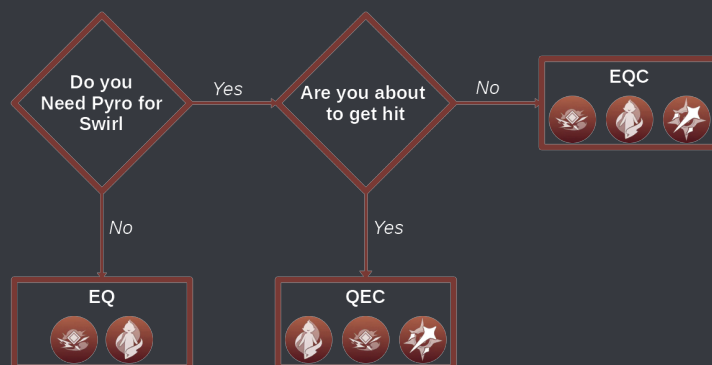 Do you
Need Pyro for
Swirl
Yes
Are you about
to get hit
No
EQC
No
Yes
EQ
QEC